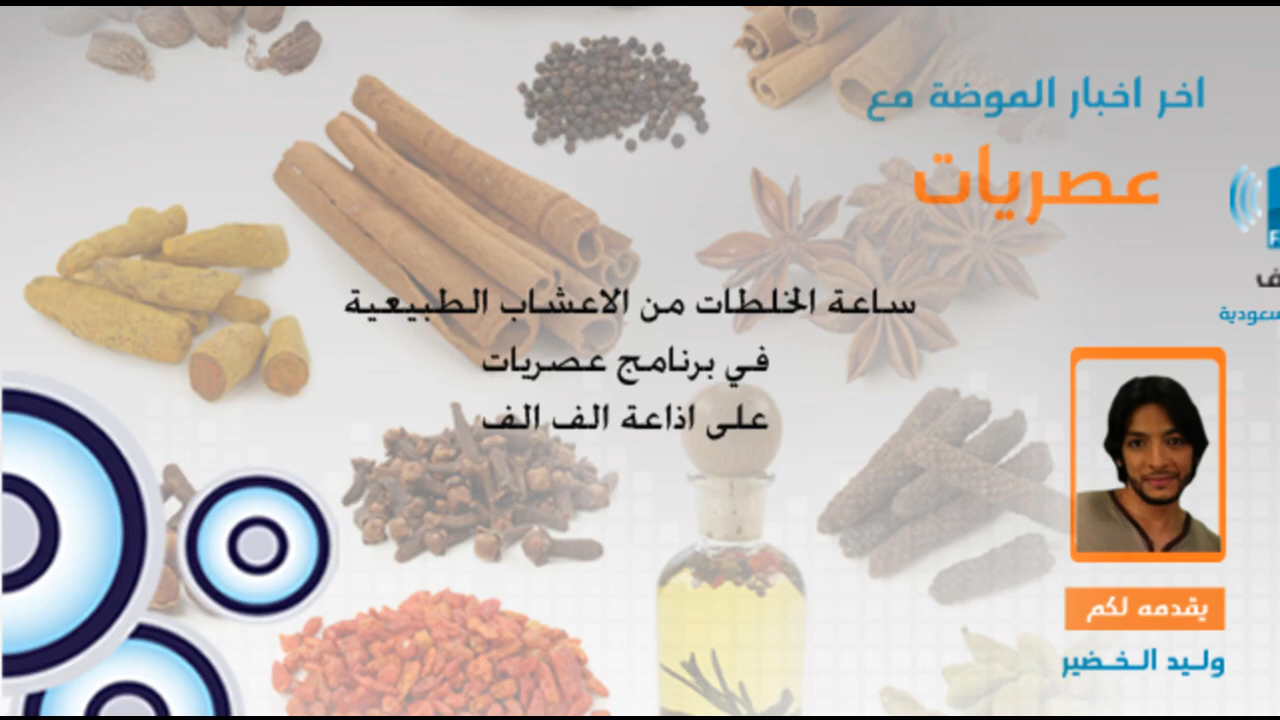 اخر اخبار الموضة مع
عصريات
ساعة الخلطات من الاعشاب الطبيعية
في برنامج عصريات
على اذاعة الف الف
يقدمه لكم
وليد الخضير